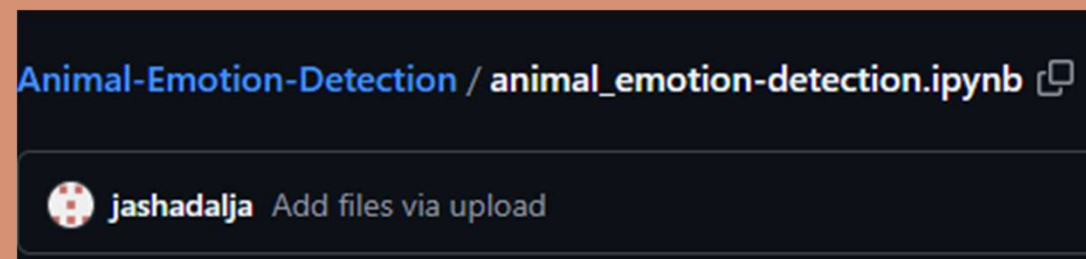 Animal-Emotion-Detection / animal_emotion-detection.ipynb
jashadalja Add files via upload